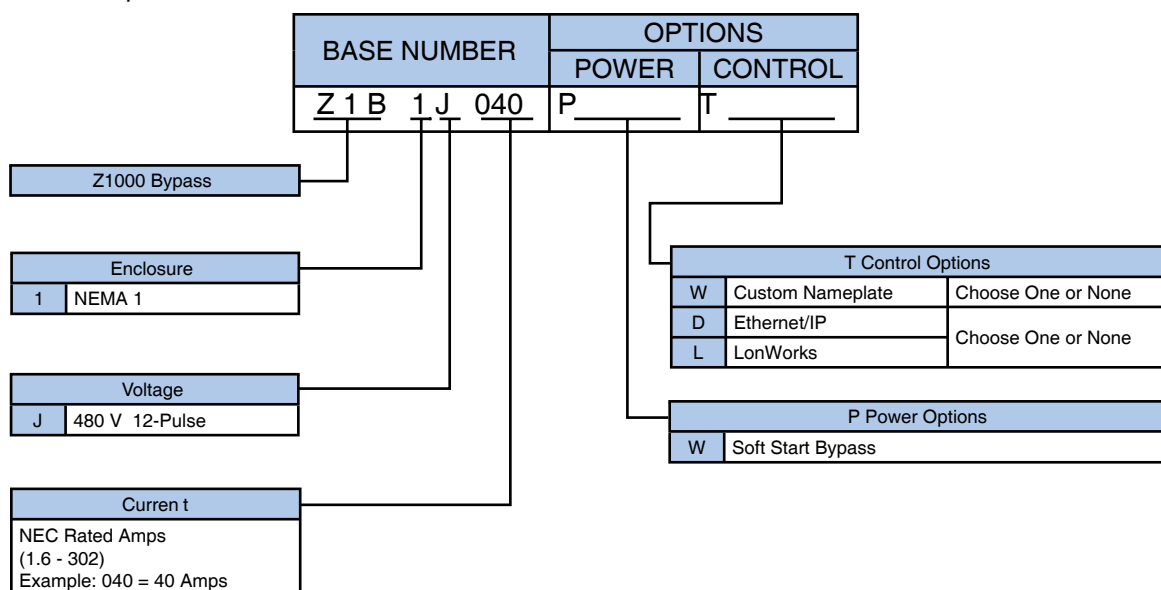 BASE NUMBER
OPTIONS
POWER
CONTROL
Z 1 B 1 J 040
P
T
Z1000 Bypass
Enclosure
1 NEMA 1
Voltage
J 480 V 12-Pulse
Curren t
NEC Rated Amps
(1.6 - 302)
Example: 040 = 40 Amps
T Control Options
W Custom Nameplate Choose One or None
D Ethernet/IP
Choose One or None
L LonWorks
P Power Options
W Soft Start Bypass